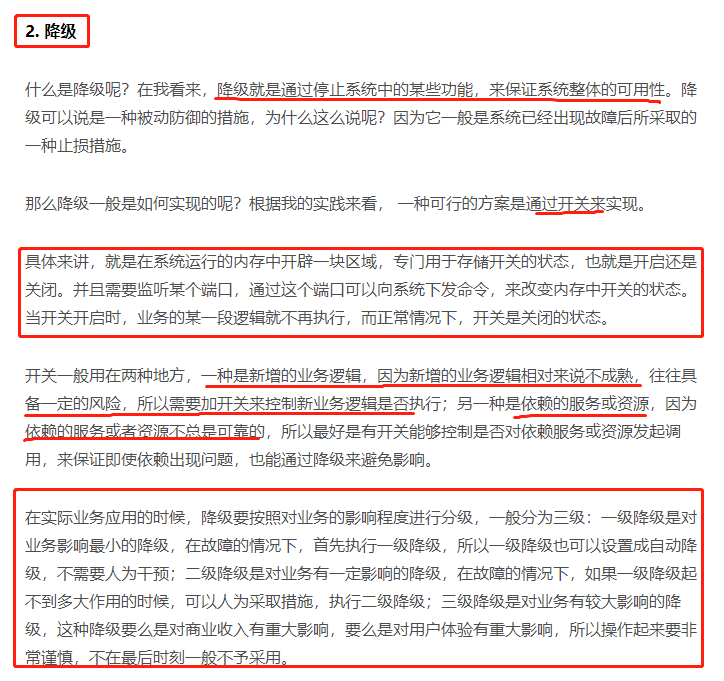 2. 降级
什么是降级呢？在我看来，降级就是通过停止系统中的某些功能，来保证系统整体的可用性。降
级可以说是一种被动防御的措施，为什么这么说呢？因为它一般是系统已经出现故障后所采取的
一种止损措施。
那么降级一般是如何实现的呢？根据我的实践来看， 一种可行的方案是通过开关来实现。
具体来讲，就是在系统运行的内存中开辟一块区域，专门用于存储开关的状态，也就是开启还是
关闭。并且需要监听某个端口，通过这个端口可以向系统下发命令，来改变内存中开关的状态。
当开关开启时，业务的某一段逻辑就不再执行，而正常情况下，开关是关闭的状态。
开关一般用在两种地方，一种是新增的业务逻辑，因为新增的业务逻辑相对来说不成熟，往往具
备一定的风险，所以需要加开关来控制新业务逻辑是否执行；另一种是依赖的服务或资源，因为
依赖的服务或者资源不总是可靠的，所以最好是有开关能够控制是否对依赖服务或资源发起调
用，来保证即使依赖出现问题，也能通过降级来避免影响。
在实际业务应用的时候，降级要按照对业务的影响程度进行分级，一般分为三级：一级降级是对
业务影响最小的降级，在故障的情况下，首先执行一级降级，所以一级降级也可以设置成自动降
级，不需要人为干预；二级降级是对业务有一定影响的降级，在故障的情况下，如果一级降级起
不到多大作用的时候，可以人为采取措施，执行二级降级；三级降级是对业务有较大影响的降
级，这种降级要么是对商业收入有重大影响，要么是对用户体验有重大影响，所以操作起来要非
常谨慎，不在最后时刻一般不予采用。